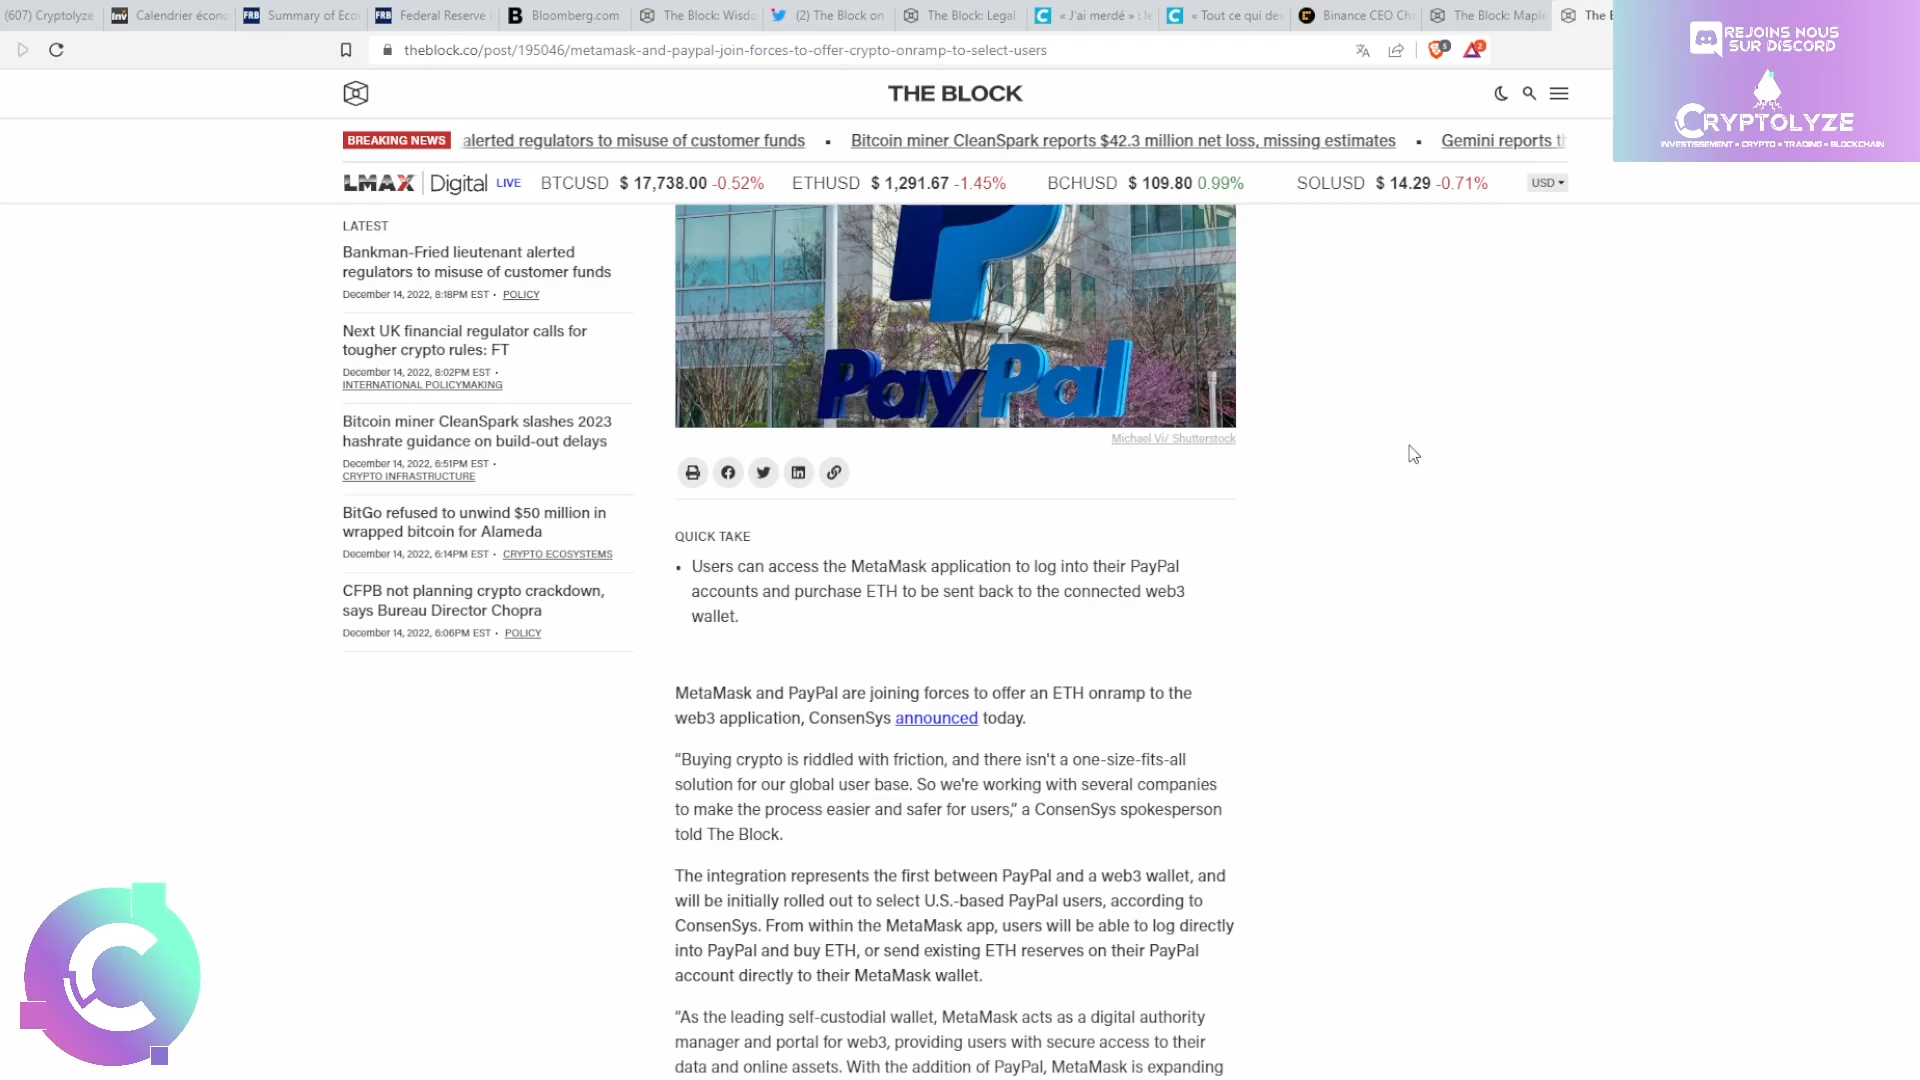 (607) Cryptolyze
Calendrier écono
Summary of Eco
Federal Reserve
Bloomberg.com
The Block: Wisdo
(2) The Block on
The Block: Legal
« J'ai merdé » : le
« Tout ce qui dev
Binance CEO Cha
The Block: Maple
The B
theblock.co/post/195046/metamask-and-paypal-join-forces-to-offer-crypto-onramp-to-select-users
5
2
REJOINS NOUS
SUR DISCORD
CRYPTOLYZE
INVESTISSEMENT • CRYPTO • TRADING • BLOCKCHAIN
THE BLOCK
BREAKING NEWS alerted regulators to misuse of customer funds ▪ Bitcoin miner CleanSpark reports $42.3 million net loss, missing estimates ▪ Gemini reports th
LMAX Digital LIVE BTCUSD $ 17,738.00 -0.52% ETHUSD $ 1,291.67 -1.45% BCHUSD $ 109.80 0.99% SOLUSD $ 14.29 -0.71% USD
LATEST
Bankman-Fried lieutenant alerted
regulators to misuse of customer funds
December 14, 2022, 8:18PM EST • POLICY
Next UK financial regulator calls for
tougher crypto rules: FT
December 14, 2022, 8:02PM EST •
INTERNATIONAL POLICYMAKING
Bitcoin miner CleanSpark slashes 2023
hashrate guidance on build-out delays
December 14, 2022, 6:51PM EST •
CRYPTO INFRASTRUCTURE
BitGo refused to unwind $50 million in
wrapped bitcoin for Alameda
December 14, 2022, 6:14PM EST • CRYPTO ECOSYSTEMS
CFPB not planning crypto crackdown,
says Bureau Director Chopra
December 14, 2022, 6:06PM EST • POLICY
PayPal
Michael Vi/ Shutterstock
QUICK TAKE
• Users can access the MetaMask application to log into their PayPal
accounts and purchase ETH to be sent back to the connected web3
wallet.
MetaMask and PayPal are joining forces to offer an ETH onramp to the
web3 application, ConsenSys announced today.
“Buying crypto is riddled with friction, and there isn't a one-size-fits-all
solution for our global user base. So we're working with several companies
to make the process easier and safer for users,” a ConsenSys spokesperson
told The Block.
The integration represents the first between PayPal and a web3 wallet, and
will be initially rolled out to select U.S.-based PayPal users, according to
ConsenSys. From within the MetaMask app, users will be able to log directly
into PayPal and buy ETH, or send existing ETH reserves on their PayPal
account directly to their MetaMask wallet.
“As the leading self-custodial wallet, MetaMask acts as a digital authority
manager and portal for web3, providing users with secure access to their
data and online assets. With the addition of PayPal, MetaMask is expanding